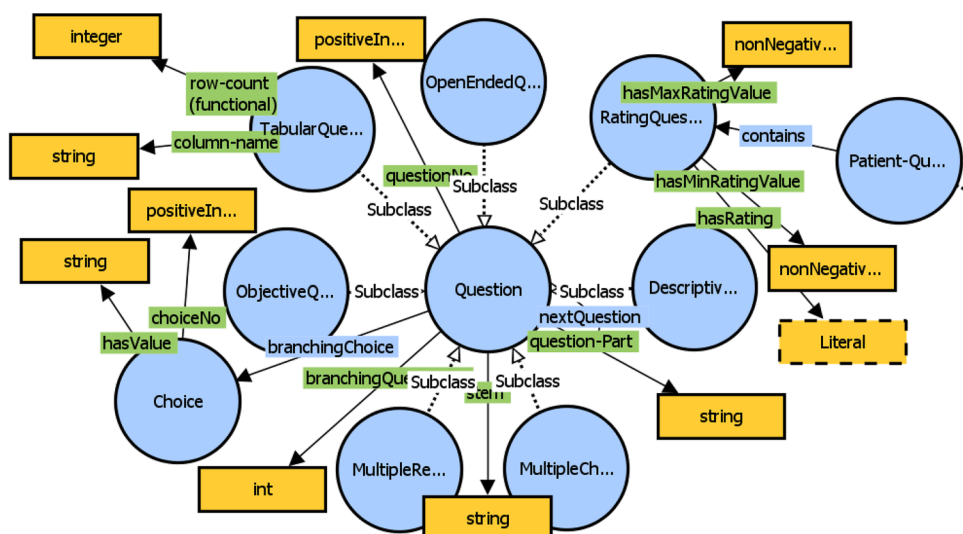 integer
positiveIn...
OpenEndedQ...
nonNegativ...
row-count
(functional)
hasMaxRatingValue
TabularQue...
RatingQues...
column-name
contains
string
Patient-Qu...
questionNo
Subclass
hasMinRatingValue
Subclass
Subclass
positiveIn...
hasRating
string
nonNegativ...
ObjectiveQ...
Subclass
Question
Subclass
Descriptiv...
choiceNo
nextQuestion
hasValue
branchingChoice
question-Part
Literal
branchingQue
Subclass
Subclass
stem
Choice
string
MultipleRe...
MultipleCh...
int
string